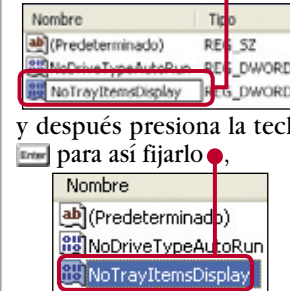 Nombre Tipo
(Predeterminado) REG_SZ
NoDriveTypeAutoRun REG_DWORD
NoTrayItemsDisplay REG_DWORD
y después presiona la tecl
Enter para así fijarlo ,
Nombre
(Predeterminado)
NoDriveTypeAutoRun
NoTrayItemsDisplay